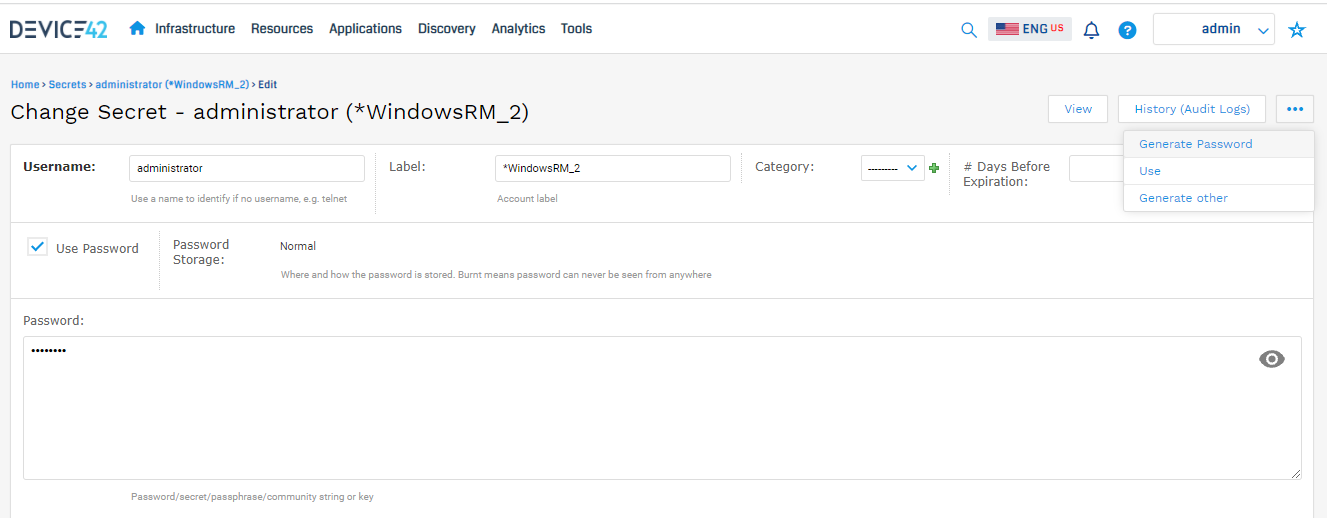 DEVICE42 Infrastructure Resources Applications Discovery Analytics Tools ENG US ? admin
Home › Secrets › administrator (*WindowsRM_2) › Edit
Change Secret - administrator (*WindowsRM_2)
View History (Audit Logs) •••
Generate Password
Use
Generate other
Username: administrator
Use a name to identify if no username, e.g. telnet
Label: *WindowsRM_2
Account label
Category: ---------
# Days Before
Expiration:
Use Password
Password
Storage:
Normal
Where and how the password is stored. Burnt means password can never be seen from anywhere
Password:
••••••••
Password/secret/passphrase/community string or key